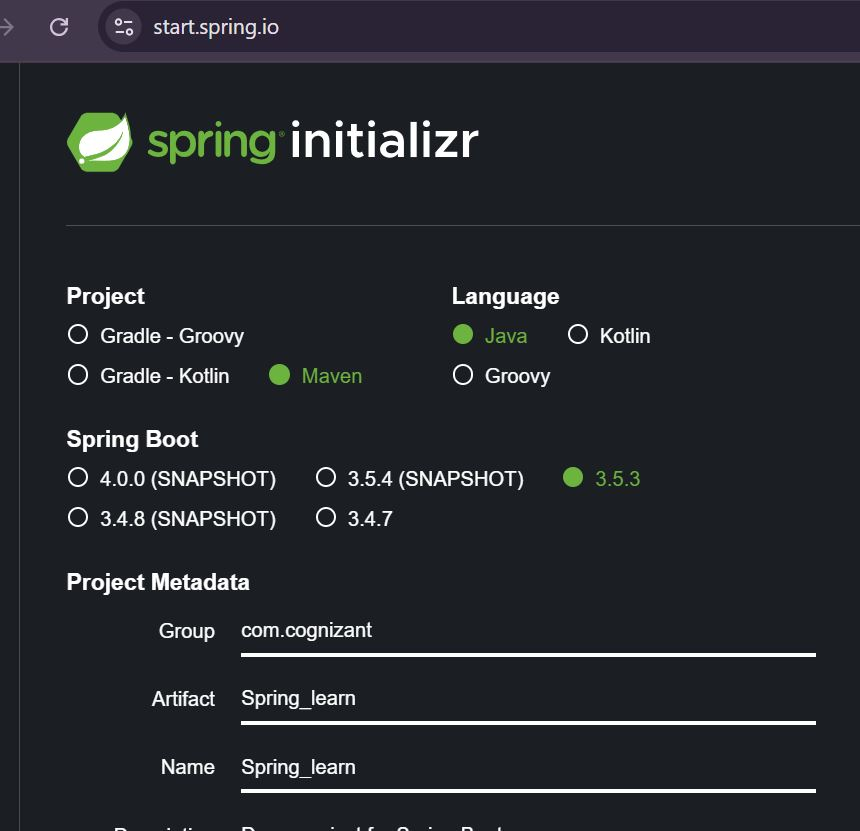 start.spring.io
spring initializr
Project
Gradle - Groovy
Gradle - Kotlin Maven
Language
Java Kotlin
Groovy
Spring Boot
4.0.0 (SNAPSHOT) 3.5.4 (SNAPSHOT) 3.5.3
3.4.8 (SNAPSHOT) 3.4.7
Project Metadata
Group com.cognizant
Artifact Spring_learn
Name Spring_learn